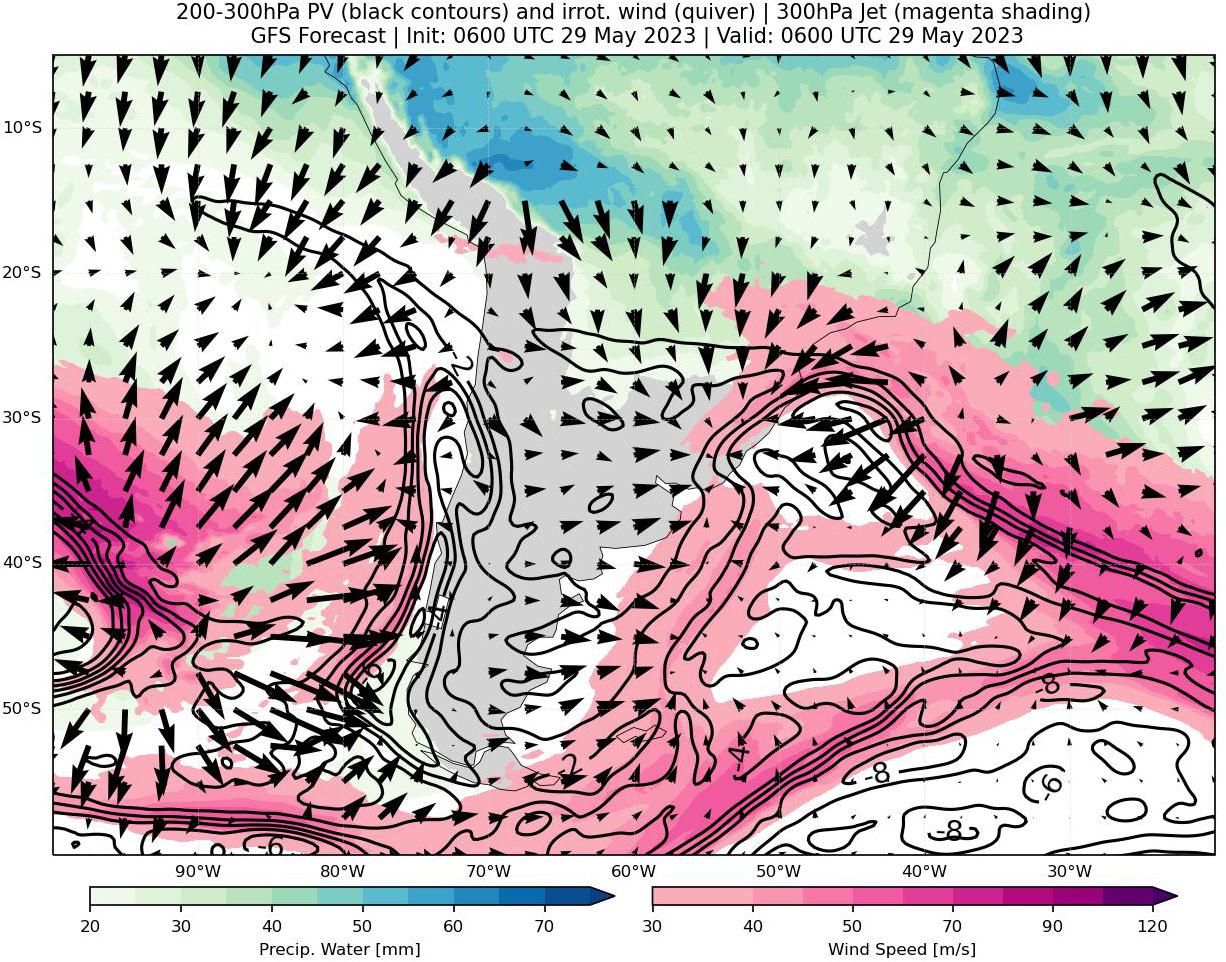 200-300hPa PV (black contours) and irrot. wind (quiver) | 300hPa Jet (magenta shading)
GFS Forecast | Init: 0600 UTC 29 May 2023 | Valid: 0600 UTC 29 May 2023
10°S
20°S
-2
30°S
40°S
-4
50°S
-8
-2
-4
-8
-6
-8
-6
90°W 80°W 70°W 60°W 50°W 40°W 30°W
20 30 40 50 60 70
30 40 50 70 90 120
Precip. Water [mm]
Wind Speed [m/s]